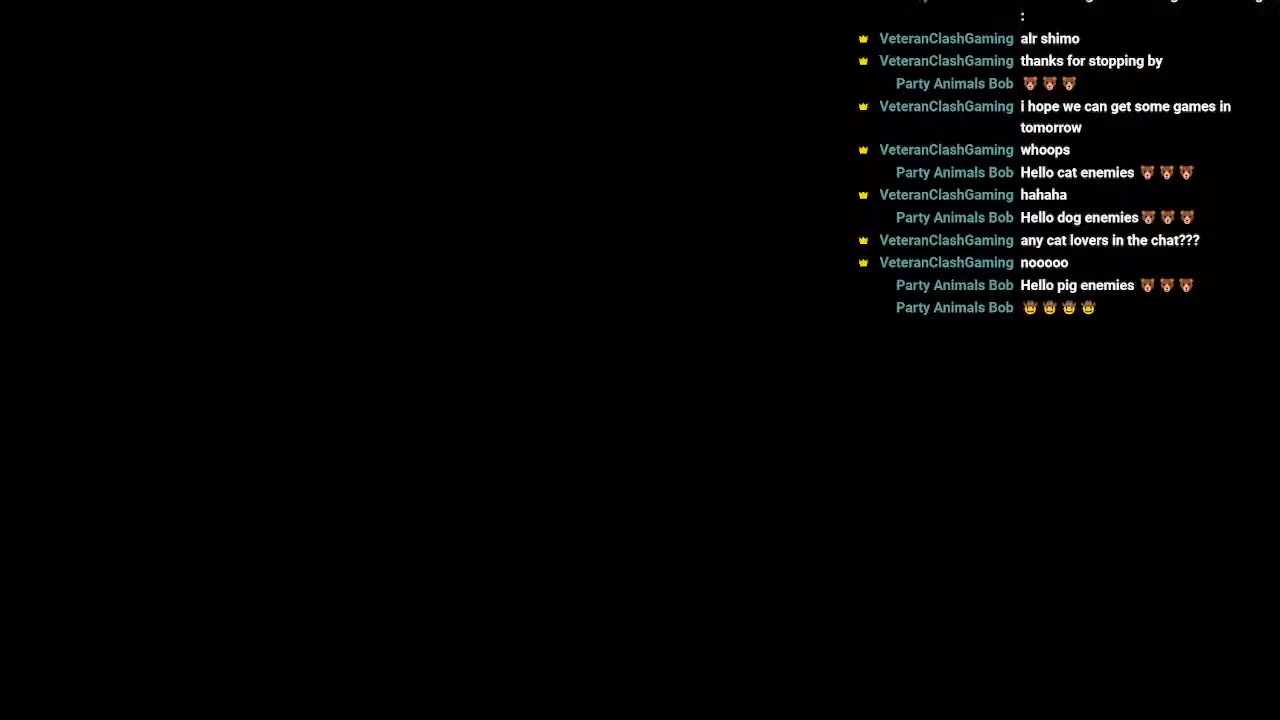 :
VeteranClashGaming alr shimo
VeteranClashGaming thanks for stopping by
Party Animals Bob 🐻 🐻 🐻
VeteranClashGaming i hope we can get some games in
tomorrow
VeteranClashGaming whoops
Party Animals Bob Hello cat enemies 🐻 🐻 🐻
VeteranClashGaming hahaha
Party Animals Bob Hello dog enemies🐻 🐻 🐻
VeteranClashGaming any cat lovers in the chat???
VeteranClashGaming nooooo
Party Animals Bob Hello pig enemies 🐻 🐻 🐻
Party Animals Bob 🤠 🤠 🤠 🤠